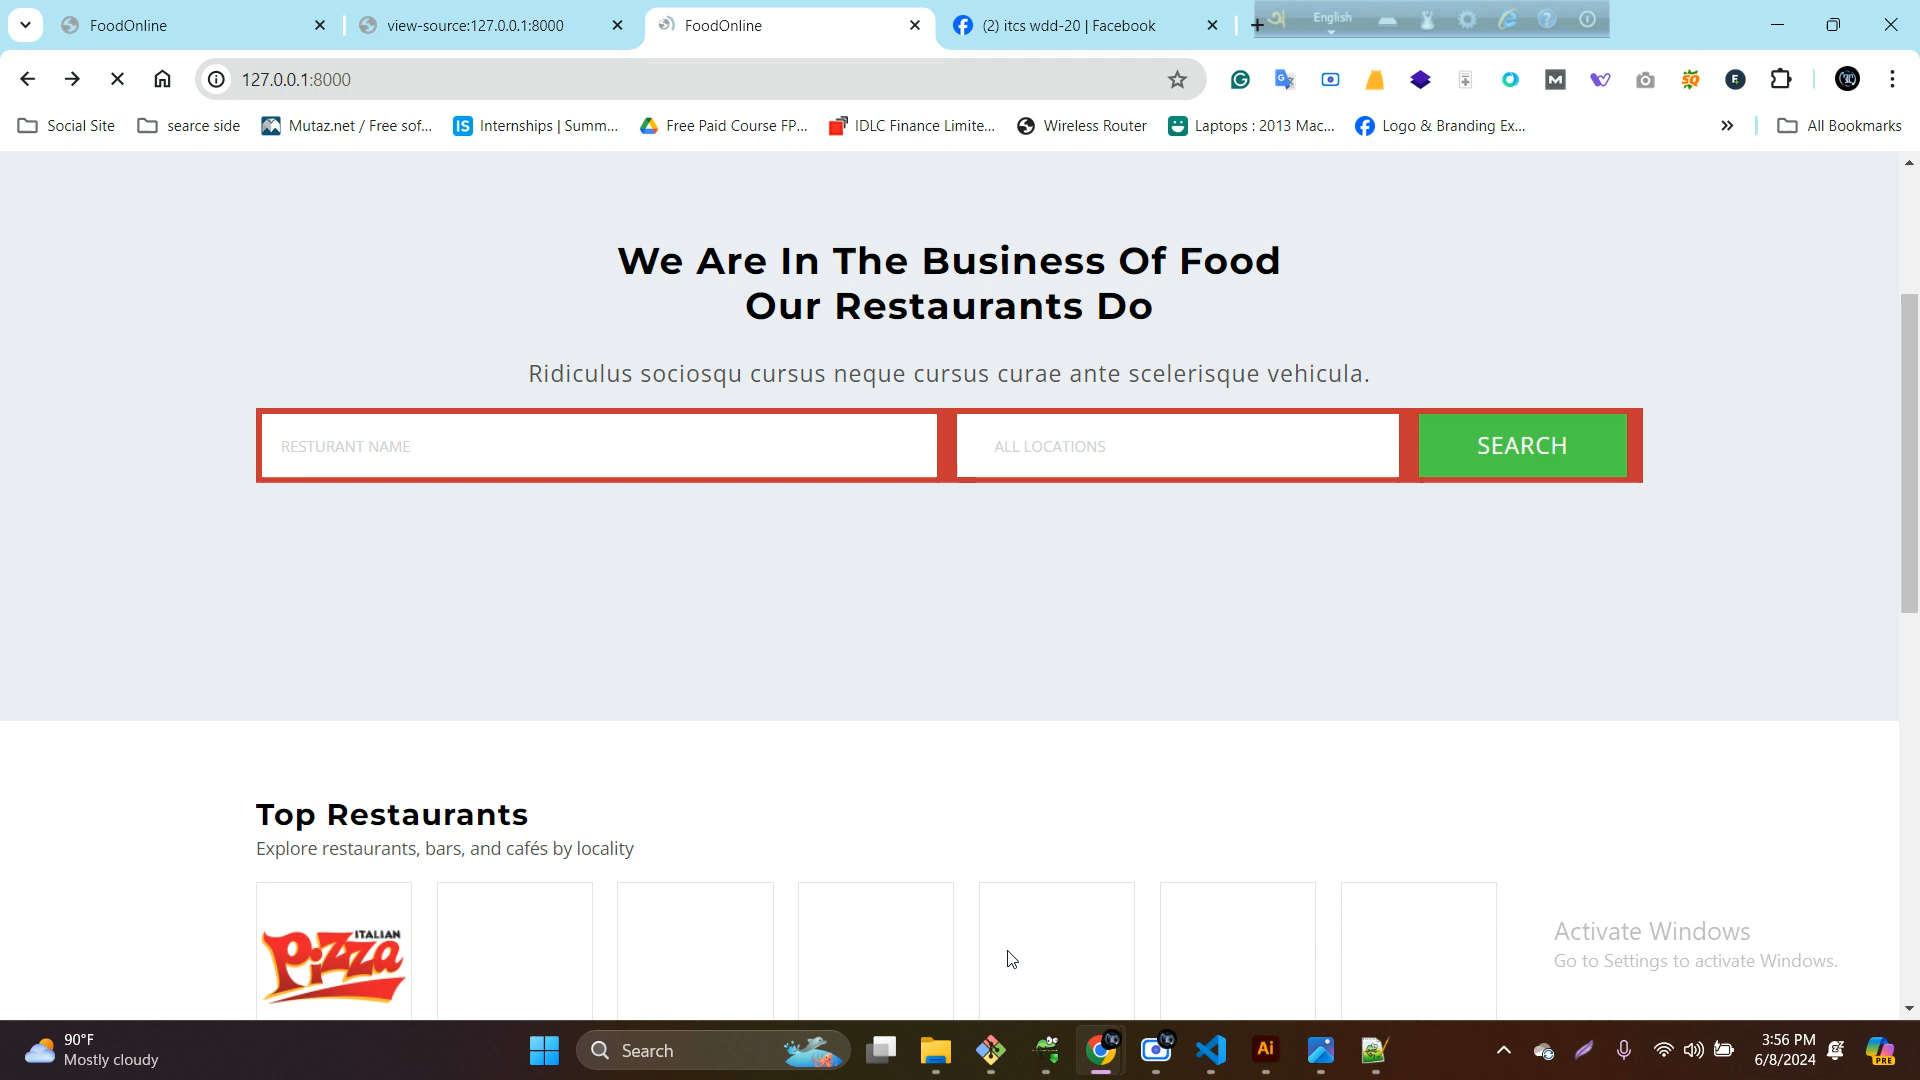 FoodOnline
view-source:127.0.0.1:8000
FoodOnline
(2) itcs wdd-20 | Facebook
English
127.0.0.1:8000
Social Site
searce side
Mutaz.net / Free sof...
Internships | Summ...
Free Paid Course FP...
IDLC Finance Limite...
Wireless Router
Laptops : 2013 Mac...
Logo & Branding Ex...
All Bookmarks
We Are In The Business Of Food
Our Restaurants Do
Ridiculus sociosqu cursus neque cursus curae ante scelerisque vehicula.
RESTURANT NAME
ALL LOCATIONS
SEARCH
Top Restaurants
Explore restaurants, bars, and cafés by locality
ITALIAN
Pizza
Activate Windows
Go to Settings to activate Windows.
90°F
Mostly cloudy
Search
Ai
PRE
3:56 PM
6/8/2024